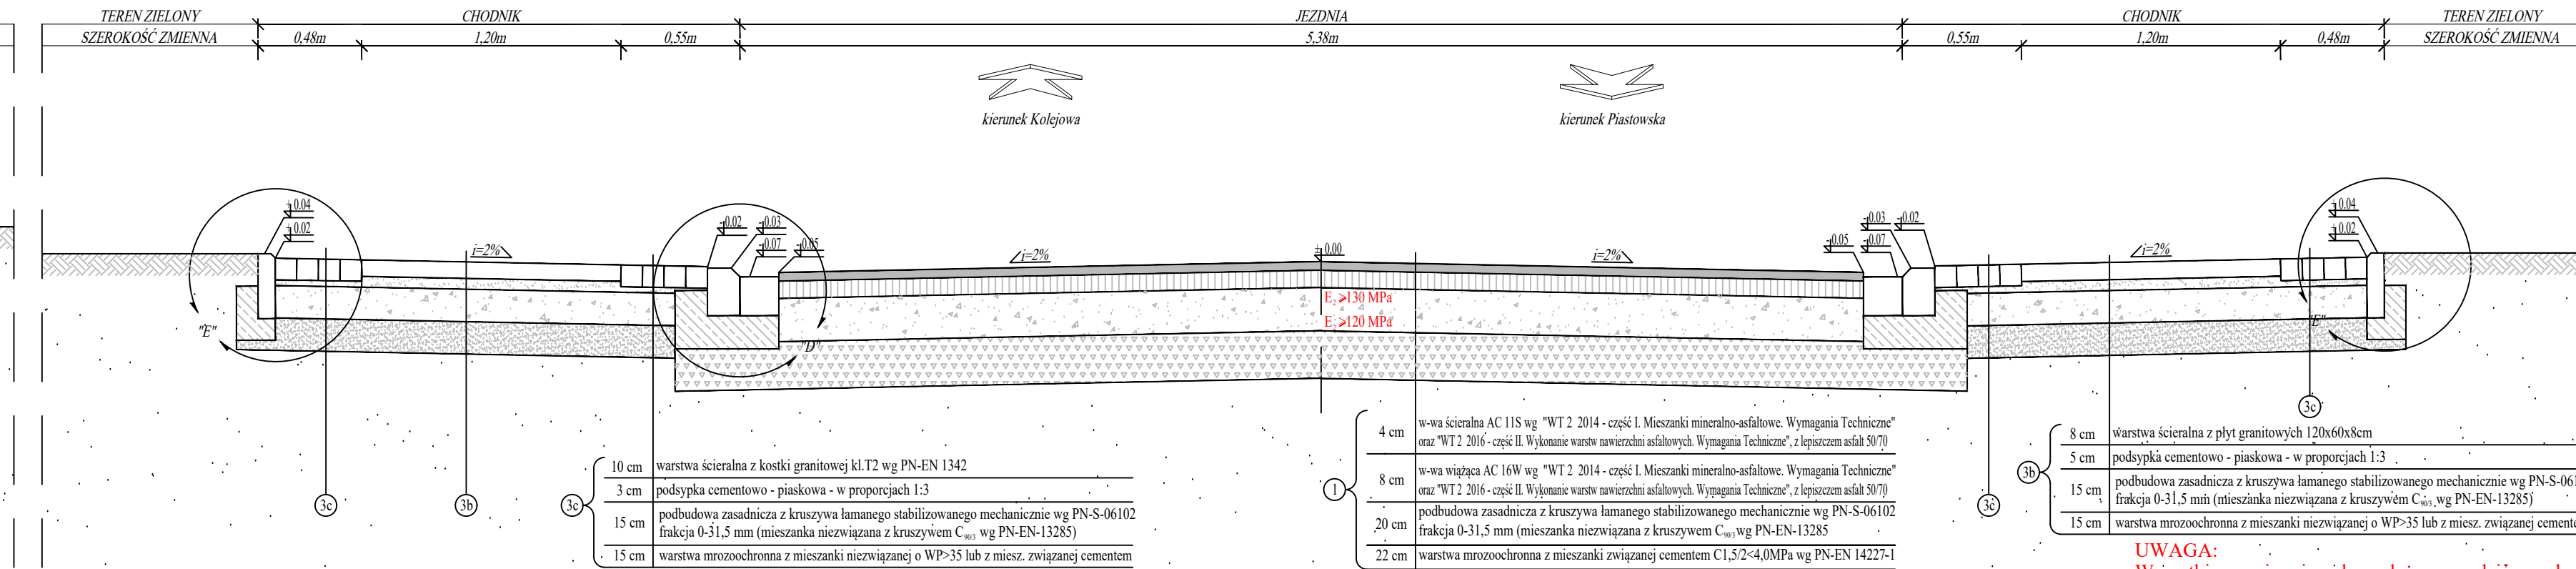 TEREN ZIELONY CHODNIK JEZDNIA CHODNIK TEREN ZIELONY
SZEROKOŚĆ ZMIENNA 0,48m 1,20m 0,55m 5,38m 0,55m 1,20m 0,48m SZEROKOŚĆ ZMIENNA
kierunek Kolejowa kierunek Piastowska
+0.04
+0.02
i=2%
-0.02 -0.03
-0.07 -0.05
i=2%
±0.00
i=2%
-0.03 -0.02
-0.05 -0.07
i=2%
+0.04
+0.02
E₂ ⩾130 MPa
E₂ ⩾120 MPa
"E"
"D"
"E"
3c
3b
3c
10 cm warstwa ścieralna z kostki granitowej kl.T2 wg PN-EN 1342
3 cm podsypka cementowo - piaskowa - w proporcjach 1:3
15 cm podbudowa zasadnicza z kruszywa łamanego stabilizowanego mechanicznie wg PN-S-06102
frakcja 0-31,5 mm (mieszanka niezwiązana z kruszywem C90/3 wg PN-EN-13285)
15 cm warstwa mrozoochronna z mieszanki niezwiązanej o WP>35 lub z miesz. związanej cementem
1
4 cm w-wa ścieralna AC 11S wg "WT 2 2014 - część I. Mieszanki mineralno-asfaltowe. Wymagania Techniczne"
oraz "WT 2 2016 - część II. Wykonanie warstw nawierzchni asfaltowych. Wymagania Techniczne", z lepiszczem asfalt 50/70
8 cm w-wa wiążąca AC 16W wg "WT 2 2014 - część I. Mieszanki mineralno-asfaltowe. Wymagania Techniczne"
oraz "WT 2 2016 - część II. Wykonanie warstw nawierzchni asfaltowych. Wymagania Techniczne", z lepiszczem asfalt 50/70
20 cm podbudowa zasadnicza z kruszywa łamanego stabilizowanego mechanicznie wg PN-S-06102
frakcja 0-31,5 mm (mieszanka niezwiązana z kruszywem C90/3 wg PN-EN-13285
22 cm warstwa mrozoochronna z mieszanki związanej cementem C1,5/2<4,0MPa wg PN-EN 14227-1
3c
3c
3b
8 cm warstwa ścieralna z płyt granitowych 120x60x8cm
5 cm podsypka cementowo - piaskowa - w proporcjach 1:3
15 cm podbudowa zasadnicza z kruszywa łamanego stabilizowanego mechanicznie wg PN-S-061
frakcja 0-31,5 mm (mieszanka niezwiązana z kruszywem C90/3 wg PN-EN-13285)
15 cm warstwa mrozoochronna z mieszanki niezwiązanej o WP>35 lub z miesz. związanej cemente
UWAGA: